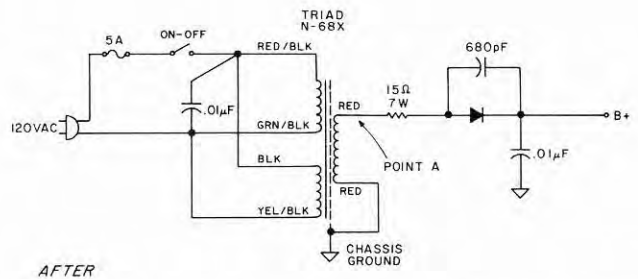 TRIAD
N-68X
5A
ON-OFF
RED/BLK
680pF
15Ω
7W
RED
.01µF
120VAC
GRN/BLK
B+
POINT A
BLK
.01µF
RED
YEL/BLK
CHASSIS
GROUND
AFTER